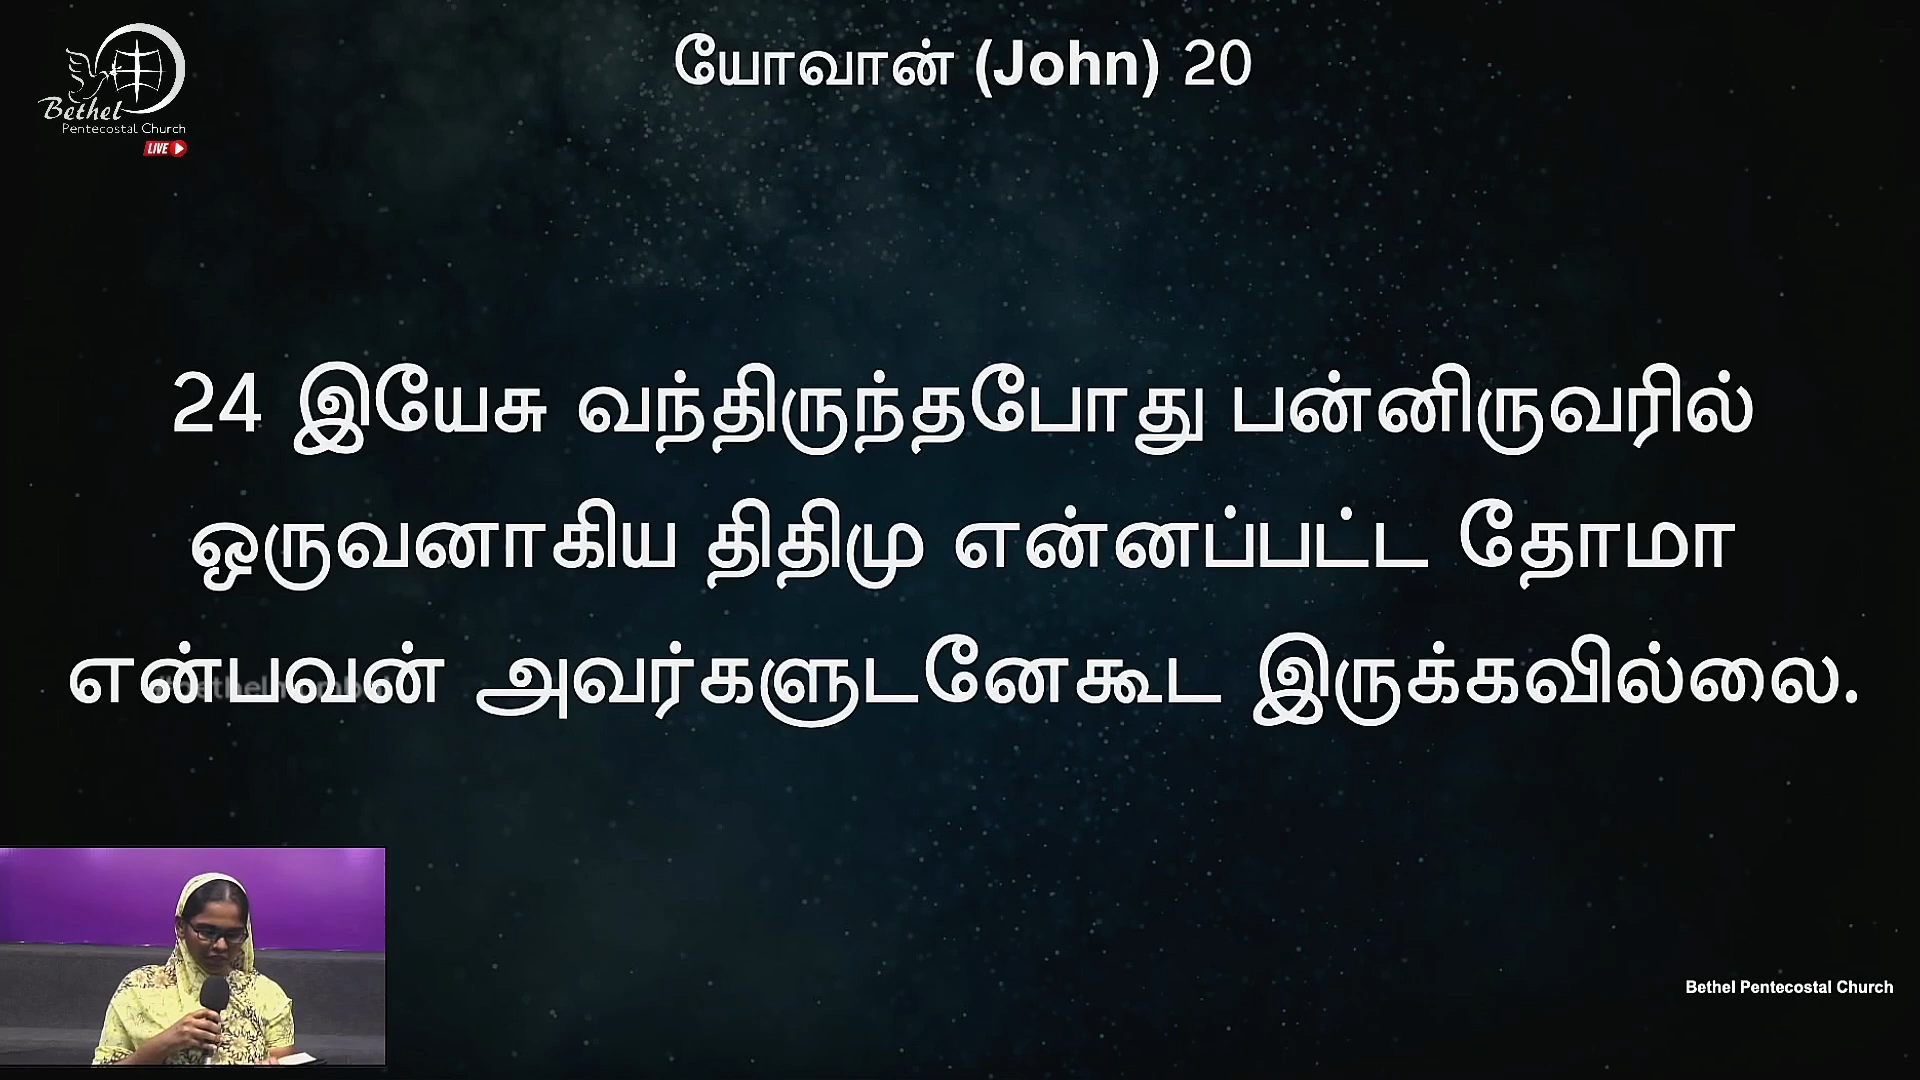 Bethel
Pentecostal Church
LIVE
யோவான் (John) 20
24 இயேசு வந்திருந்தபோது பன்னிருவரில்
ஒருவனாகிய திதிமு என்னப்பட்ட தோமா
என்பவன் அவர்களுடனேகூட இருக்கவில்லை.
Bethel Pentecostal Church